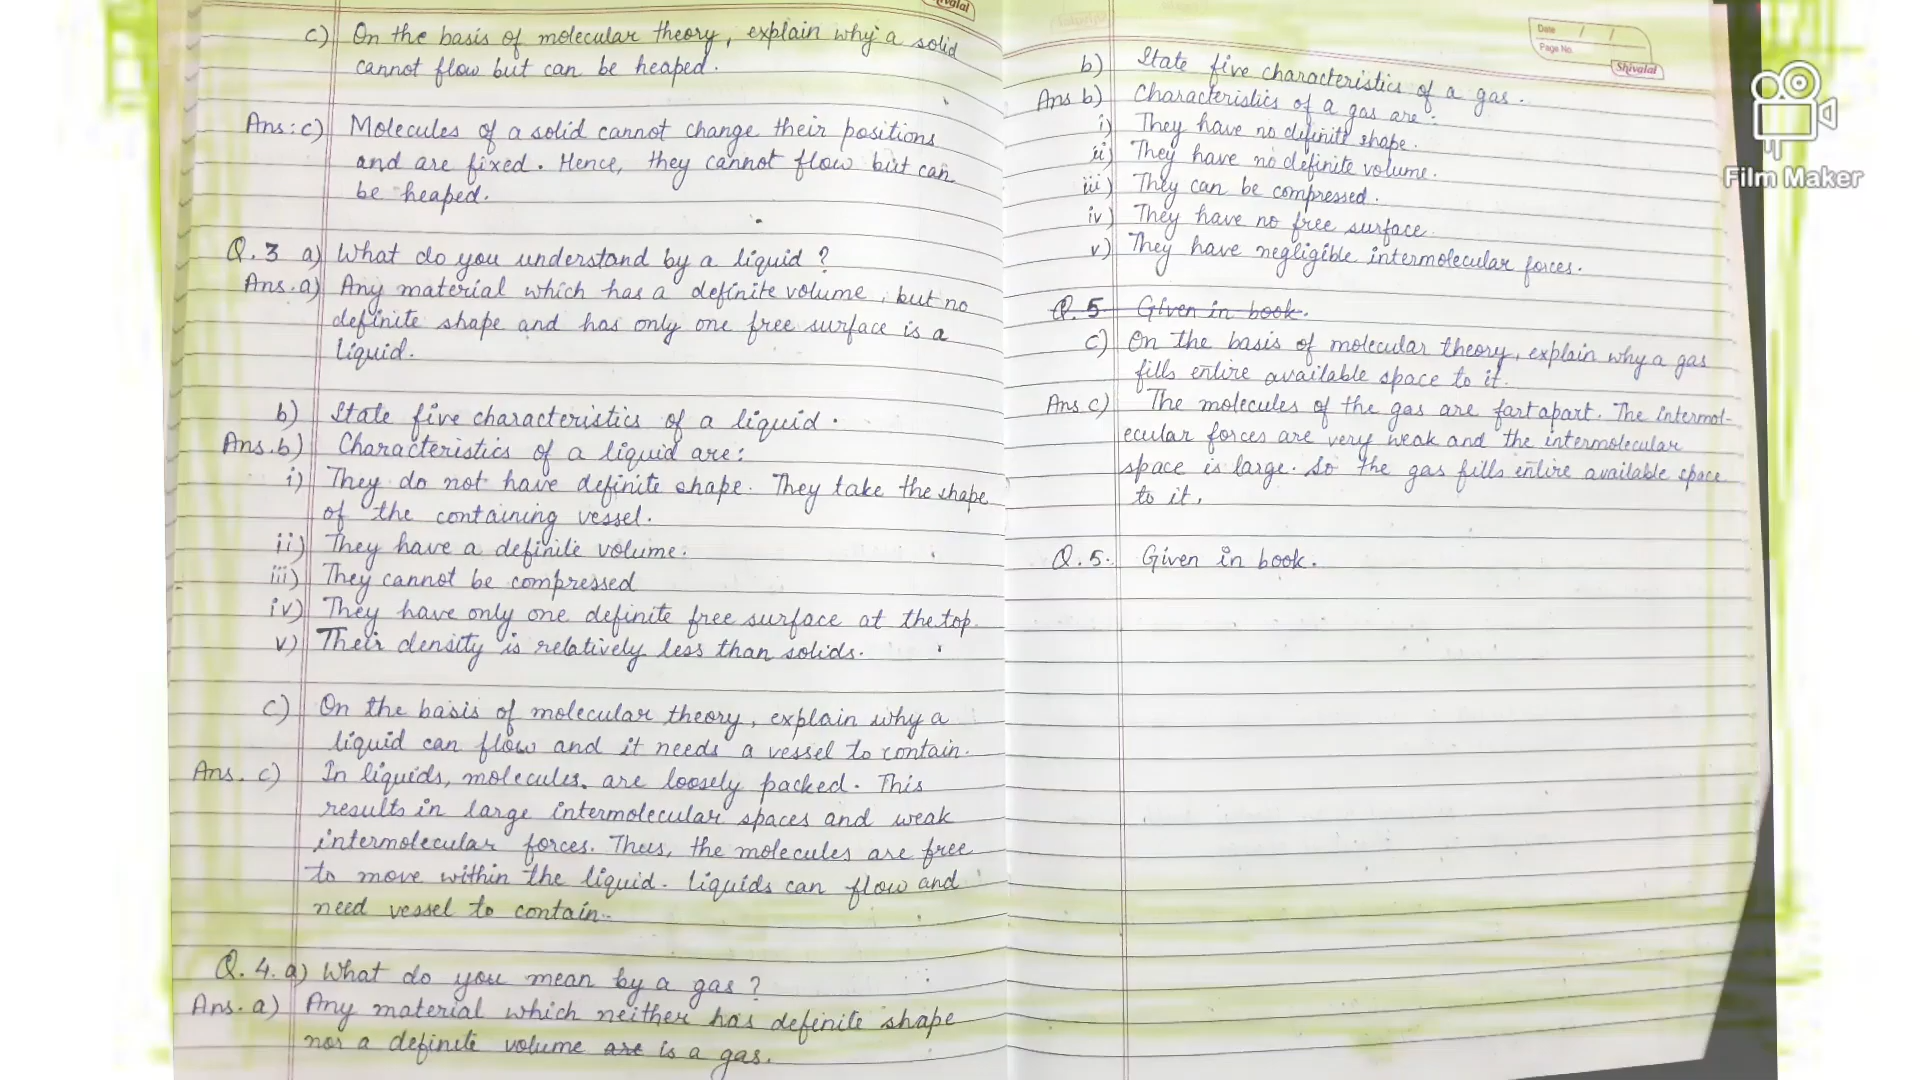 c) On the basis of molecular theory, explain why a solid
cannot flow but can be heaped.
Ans: c) Molecules of a solid cannot change their positions
and are fixed. Hence, they cannot flow but can
be heaped.
Q.3 a) What do you understand by a liquid?
Ans. a) Any material which has a definite volume, but no
definite shape and has only one free surface is a
liquid.
b) State five characteristics of a liquid.
Ans. b) Characteristics of a liquid are:
i) They do not have definite shape. They take the shape
of the containing vessel.
ii) They have a definite volume.
iii) They cannot be compressed
iv) They have only one definite free surface at the top.
v) Their density is relatively less than solids.
c) On the basis of molecular theory, explain why a
liquid can flow and it needs a vessel to contain.
Ans. c) In liquids, molecules are loosely packed. This
results in large intermolecular spaces and weak
intermolecular forces. Thus, the molecules are free
to move within the liquid. Liquids can flow and
need vessel to contain.
Q.4. a) What do you mean by a gas?
Ans. a) Any material which neither has definite shape
nor a definite volume are is a gas.
Date / /
Page No.
Shivalal
b) State five characteristics of a gas.
Ans b) Characteristics of a gas are:
i) They have no definite shape.
ii) They have no definite volume.
iii) They can be compressed.
iv) They have no free surface.
v) They have negligible intermolecular forces.
Q.5 Given in book.
c) On the basis of molecular theory, explain why a gas
fills entire available space to it.
Ans c) The molecules of the gas are fart apart. The intermol-
ecular forces are very weak and the intermolecular
space is large. So the gas fills entire available space
to it.
Q.5. Given in book.
Film Maker